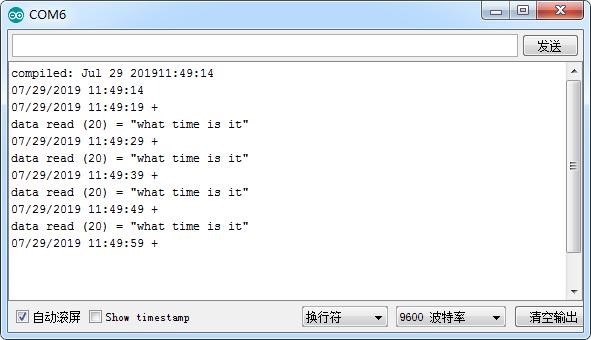 COM6
发送
compiled: Jul 29 201911:49:14
07/29/2019 11:49:14
07/29/2019 11:49:19 +
data read (20) = "what time is it"
07/29/2019 11:49:29 +
data read (20) = "what time is it"
07/29/2019 11:49:39 +
data read (20) = "what time is it"
07/29/2019 11:49:49 +
data read (20) = "what time is it"
07/29/2019 11:49:59 +
自动滚屏 Show timestamp 换行符 9600 波特率 清空输出